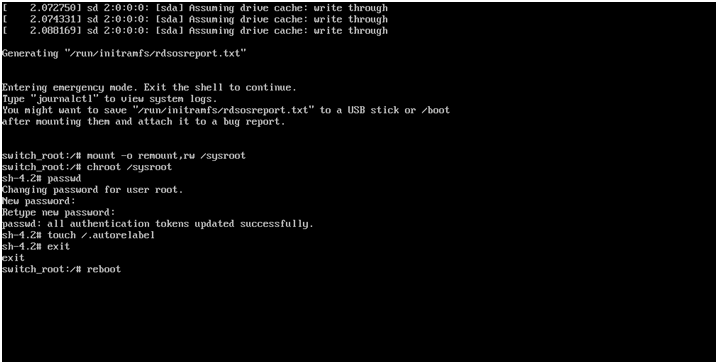 [    2.072750] sd 2:0:0:0: [sda] Assuming drive cache: write through
[    2.074331] sd 2:0:0:0: [sda] Assuming drive cache: write through
[    2.088169] sd 2:0:0:0: [sda] Assuming drive cache: write through
Generating "/run/initramfs/rdsosreport.txt"
Entering emergency mode. Exit the shell to continue.
Type "journalctl" to view system logs.
You might want to save "/run/initramfs/rdsosreport.txt" to a USB stick or /boot
after mounting them and attach it to a bug report.
switch_root:/# mount -o remount,rw /sysroot
switch_root:/# chroot /sysroot
sh-4.2# passwd
Changing password for user root.
New password:
Retype new password:
passwd: all authentication tokens updated successfully.
sh-4.2# touch /.autorelabel
sh-4.2# exit
exit
switch_root:/# reboot